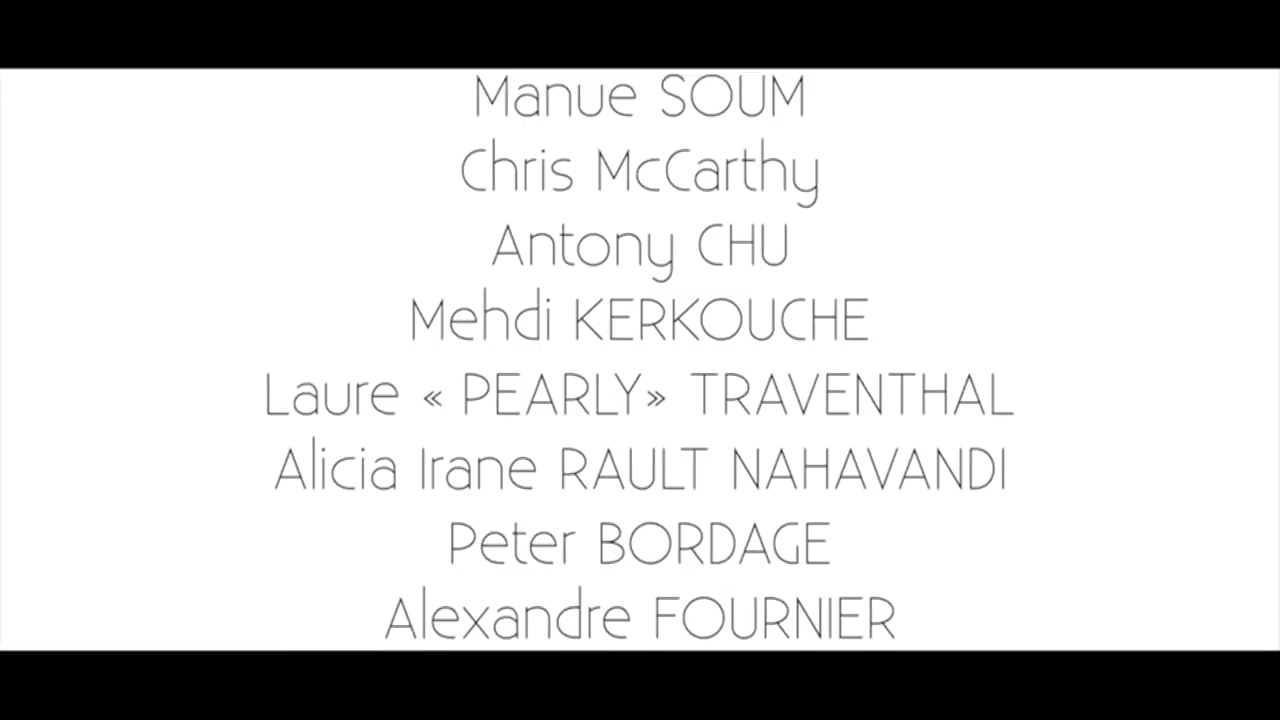 Manue SOUM
Chris McCarthy
Antony CHU
Mehdi KERKOUCHE
Laure « PEARLY» TRAVENTHAL
Alicia Irane RAULT NAHAVANDI
Peter BORDAGE
Alexandre FOURNIER